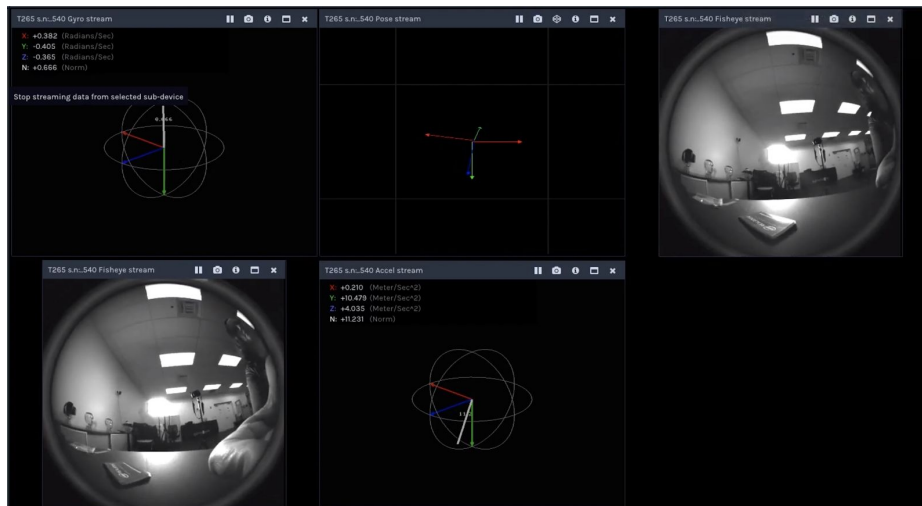 T265 s.n:..540 Gyro stream
X: +0.382 (Radians/Sec)
Y: -0.405 (Radians/Sec)
Z: -0.365 (Radians/Sec)
N: +0.666 (Norm)
Stop streaming data from selected sub-device
0.666
T265 s.n:..540 Pose stream
T265 s.n:..540 Fisheye stream
T265 s.n:..540 Fisheye stream
T265 s.n:..540 Accel stream
X: +0.210 (Meter/Sec^2)
Y: +10.479 (Meter/Sec^2)
Z: +4.035 (Meter/Sec^2)
N: +11.231 (Norm)